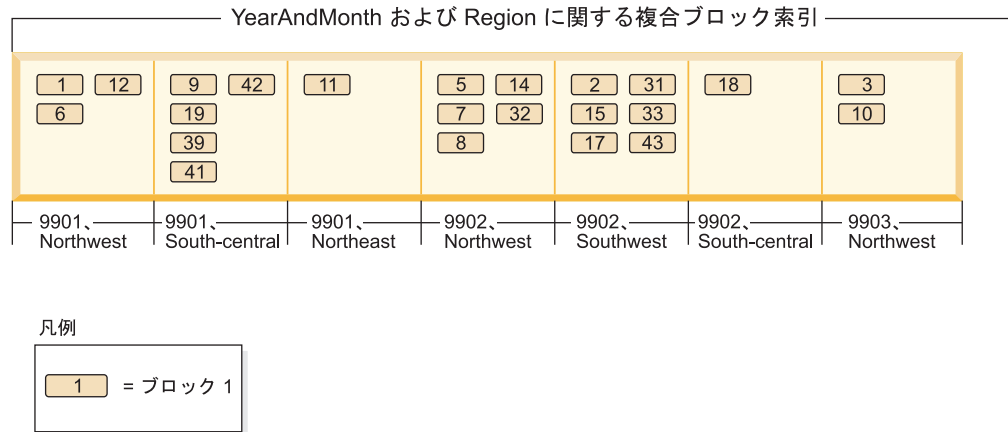 YearAndMonth および Region に関する複合ブロック索引
1 12 9 42 11 5 14 2 31 18 3
6 19 7 32 15 33 10
39 8 17 43
41
9901、 9901、 9901、 9902、 9902、 9902、 9903、
Northwest South-central Northeast Northwest Southwest South-central Northwest
凡例
1 = ブロック 1